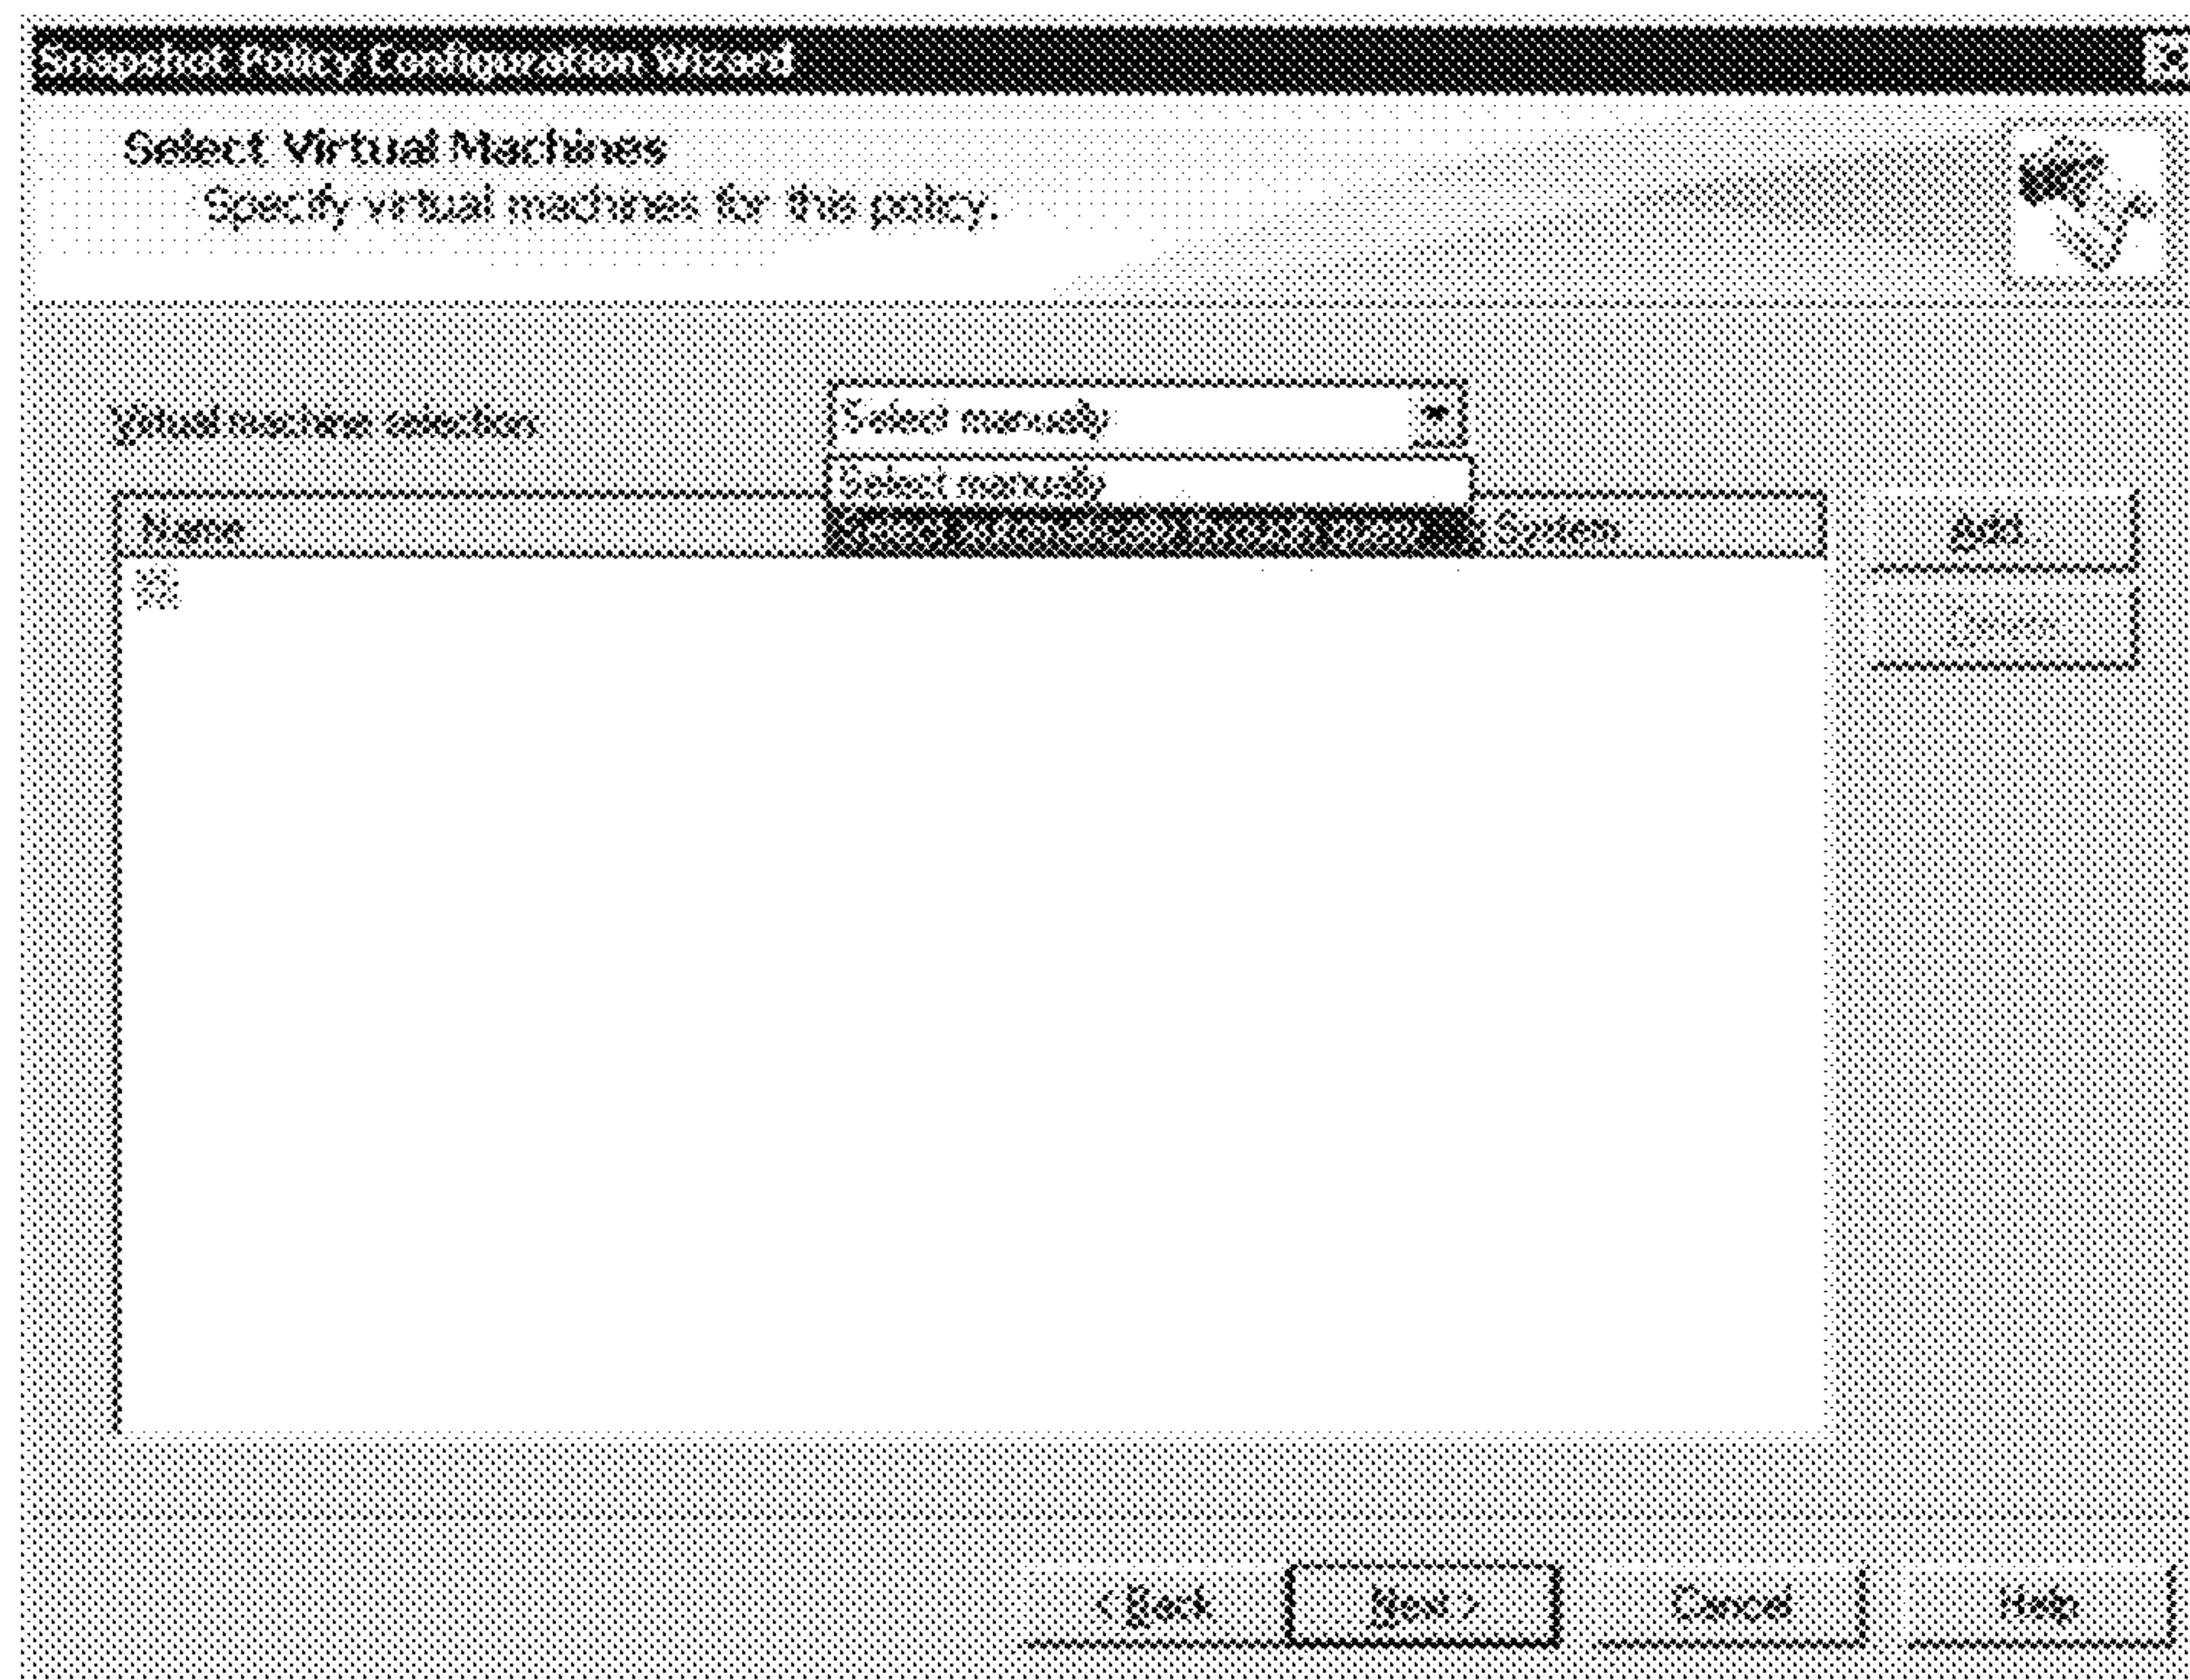 Snapshot Policy Configuration Wizard
Select Virtual Machines
Specify virtual machines for this policy.
Virtual machine selection
Select manually
Select manually
Name
System
Add...
< Back
Next >
Cancel
Help